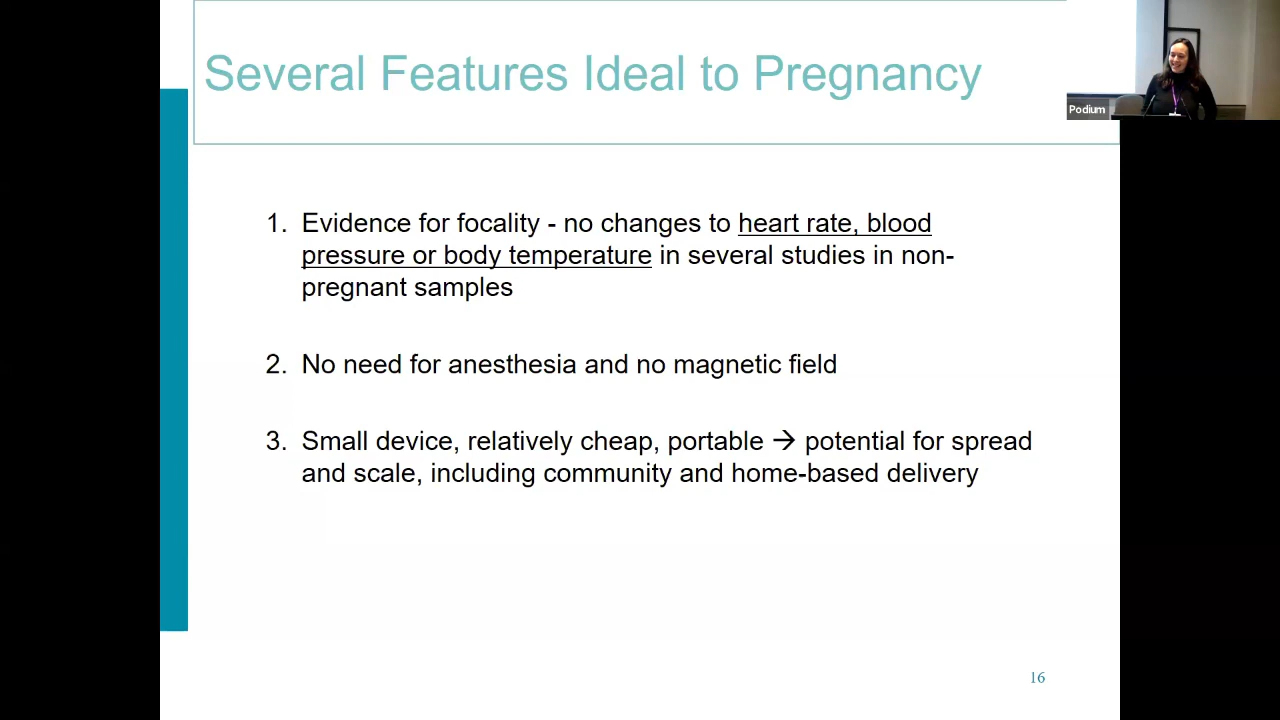 Several Features Ideal to Pregnancy
Podium
1. Evidence for focality - no changes to heart rate, blood
pressure or body temperature in several studies in non-
pregnant samples
2. No need for anesthesia and no magnetic field
3. Small device, relatively cheap, portable → potential for spread
and scale, including community and home-based delivery
16